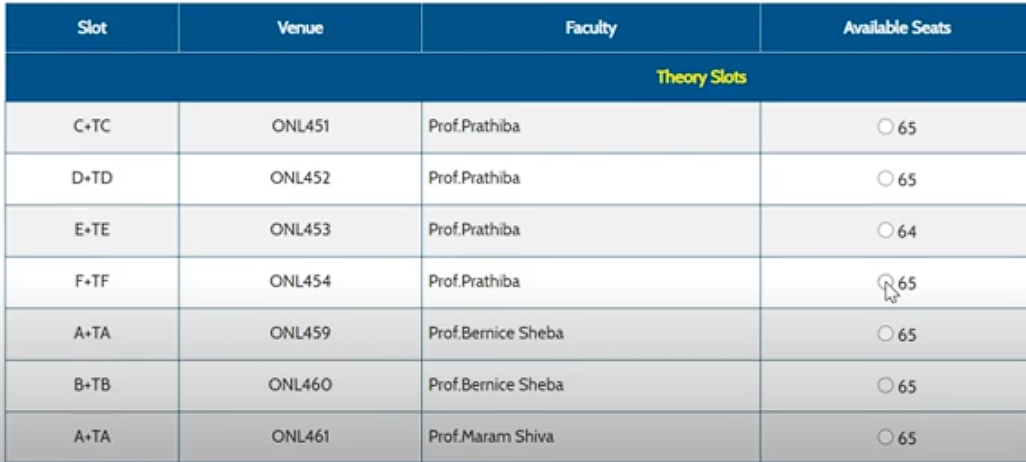 Slot Venue Faculty Available Seats
Theory Slots
C+TC ONL451 Prof.Prathiba 65
D+TD ONL452 Prof.Prathiba 65
E+TE ONL453 Prof.Prathiba 64
F+TF ONL454 Prof.Prathiba 65
A+TA ONL459 Prof.Bernice Sheba 65
B+TB ONL460 Prof.Bernice Sheba 65
A+TA ONL461 Prof.Maram Shiva 65